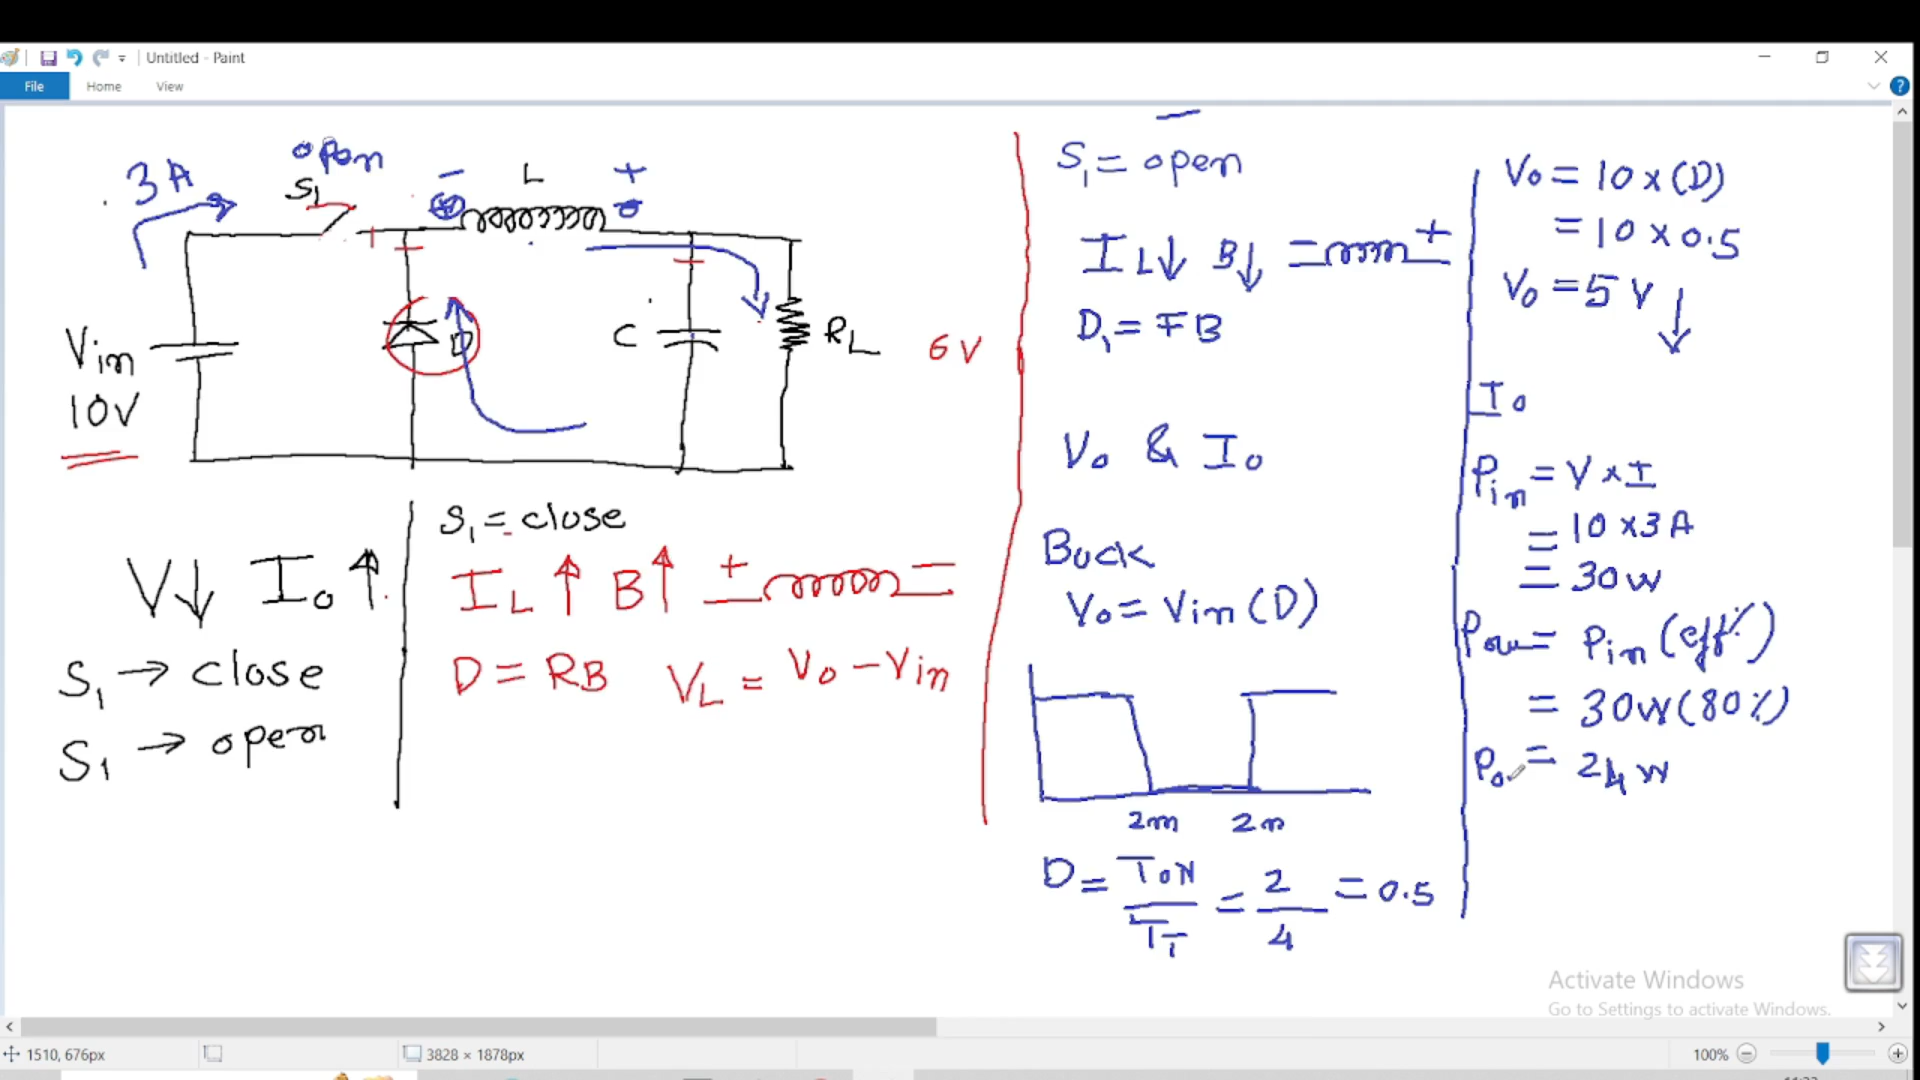 Untitled - Paint
File Home View
3A
open
S1
L
- +
Vin
10V
D
C
RL
6V
V↓ Io↑
S1 → close
S1 → open
S1 = close
IL↑ B↑ + -
D = RB VL = Vo - Vin
S1 = open
IL↓ B↓ - +
D1 = FB
Vo & Io
Buck
Vo = Vin (D)
2m 2m
D = TON/TT = 2/4 = 0.5
Vo = 10 x (D)
= 10 x 0.5
Vo = 5V ↓
Io
Pin = V x I
= 10 x 3A
= 30W
Pou = Pin (eff%)
= 30W (80%)
Po = 24W
Activate Windows
Go to Settings to activate Windows.
1510, 676px
3828 × 1878px
100%